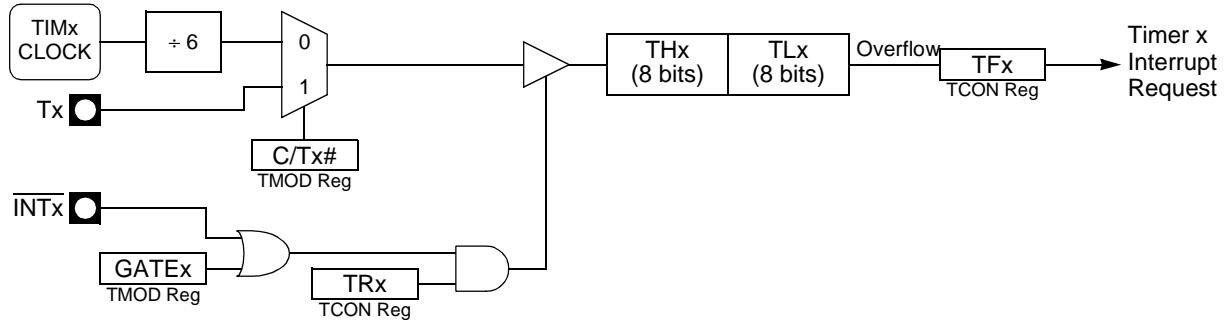 TIMx
CLOCK
÷ 6
0
1
Tx
C/Tx#
TMOD Reg
THx
(8 bits)
TLx
(8 bits)
Overflow
TFx
TCON Reg
Timer x
Interrupt
Request
INTx
GATEx
TMOD Reg
TRx
TCON Reg